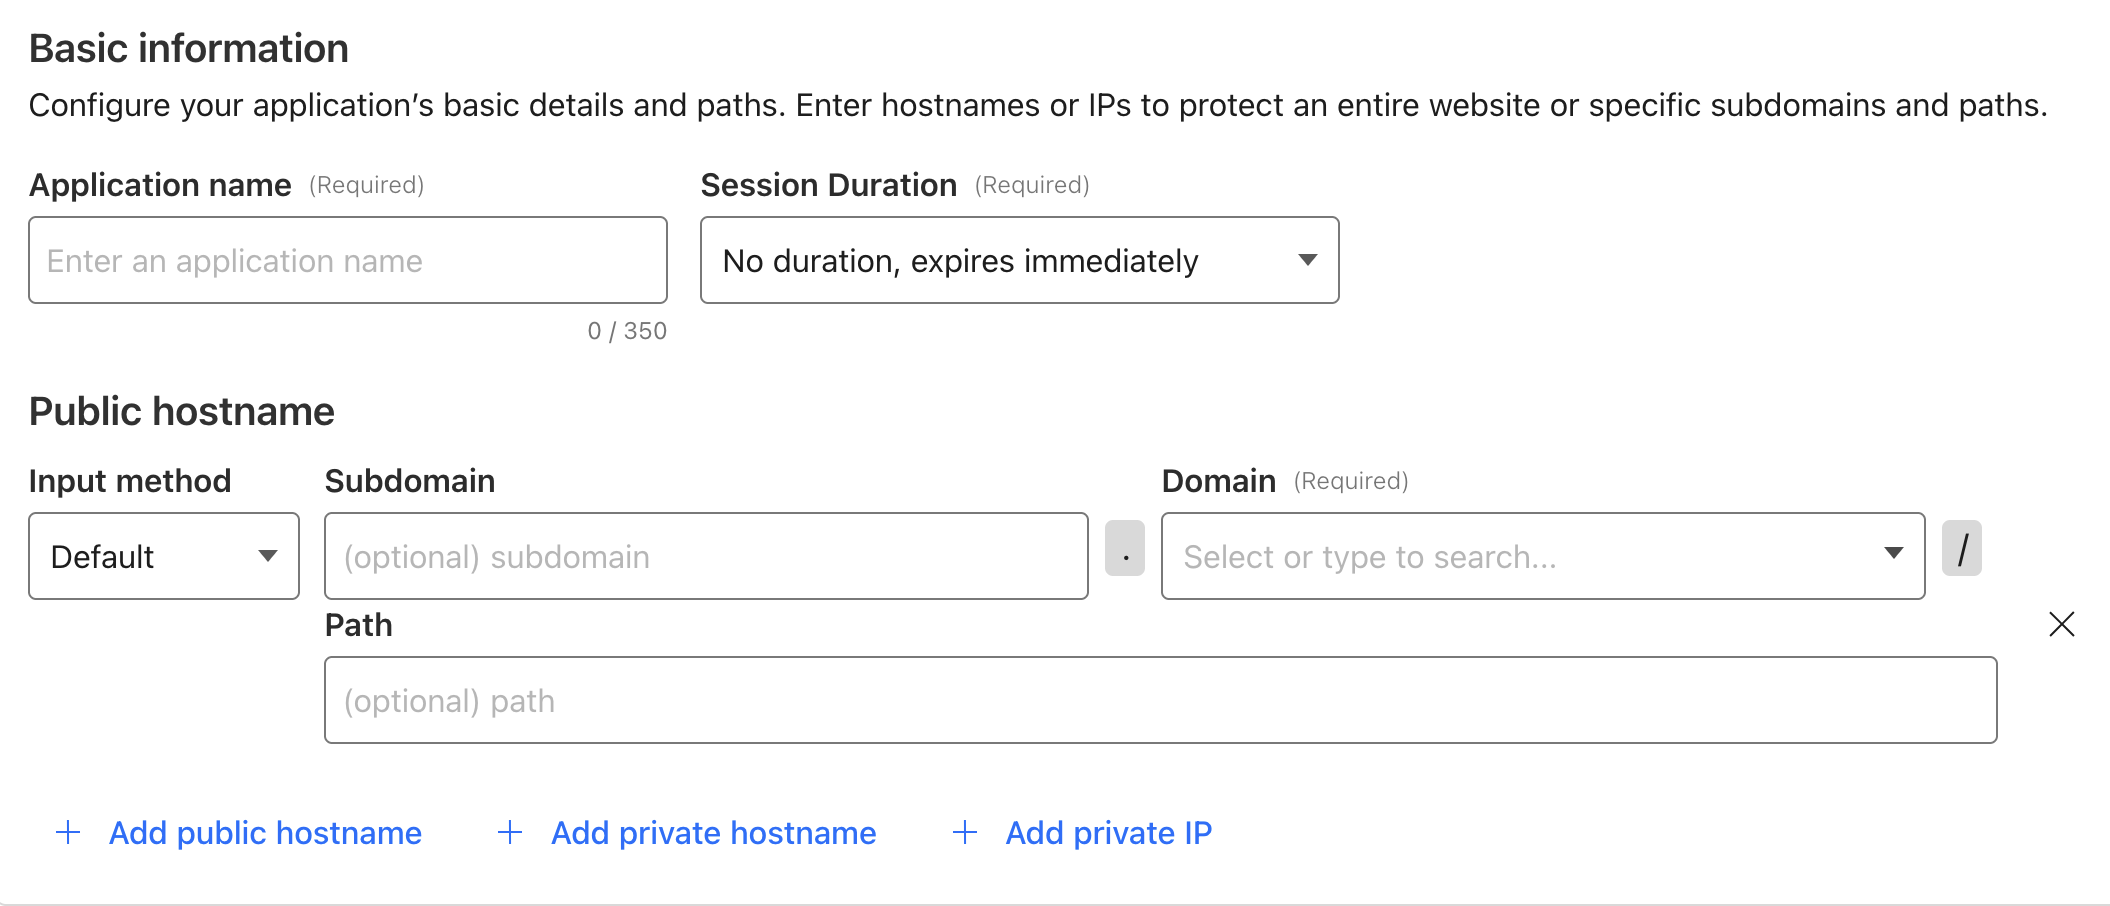 Basic information
Configure your application’s basic details and paths. Enter hostnames or IPs to protect an entire website or specific subdomains and paths.
Application name (Required)
Session Duration (Required)
Enter an application name
No duration, expires immediately
0 / 350
Public hostname
Input method
Subdomain
Domain (Required)
Default
(optional) subdomain
.
Select or type to search...
/
Path
(optional) path
Add public hostname
Add private hostname
Add private IP